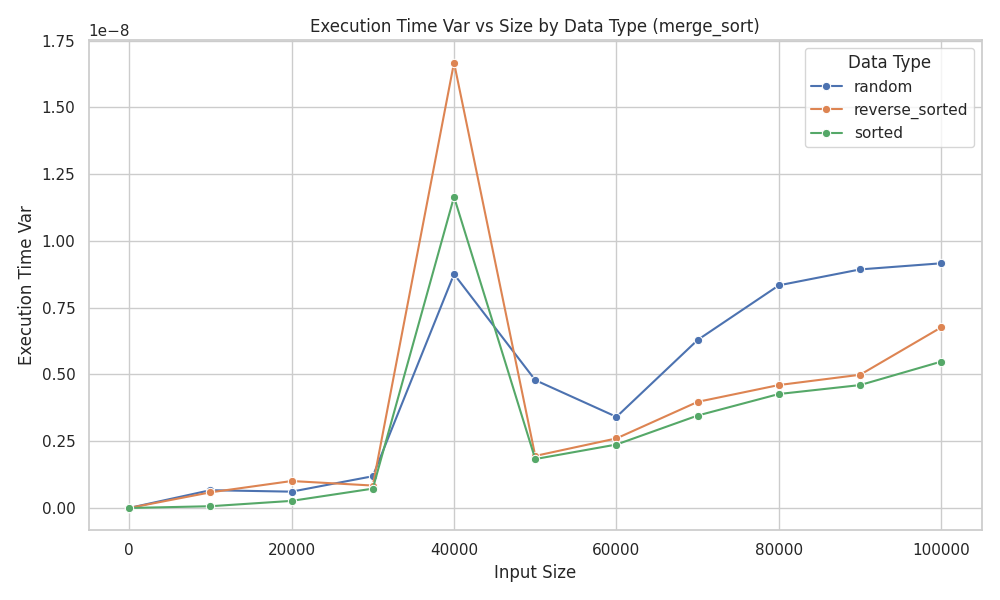 Execution Time Var vs Size by Data Type (merge_sort)
1e−8
1.75
1.50
1.25
1.00
0.75
0.50
0.25
0.00
Execution Time Var
Data Type
random
reverse_sorted
sorted
0
20000
40000
60000
80000
100000
Input Size